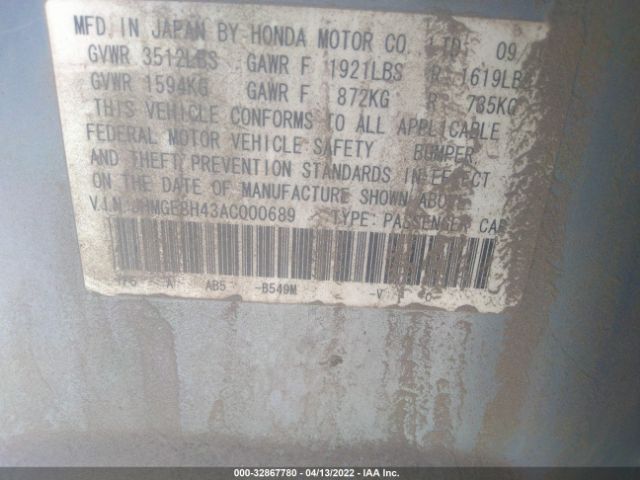 MFD. IN JAPAN BY HONDA MOTOR CO., LTD. 09
GVWR 3512LBS GAWR F 1921LBS R 1619LB
GVWR 1594KG GAWR F 872KG R 735KG
THIS VEHICLE CONFORMS TO ALL APPLICABLE
FEDERAL MOTOR VEHICLE SAFETY BUMPER
AND THEFT PREVENTION STANDARDS IN EFFECT
ON THE DATE OF MANUFACTURE SHOWN ABOVE
V.I.N. JHMGE8H43AC000689 TYPE: PASSENGER CAR
A AB5 -B549M -V
000-32867780 - 04/13/2022 - IAA Inc.